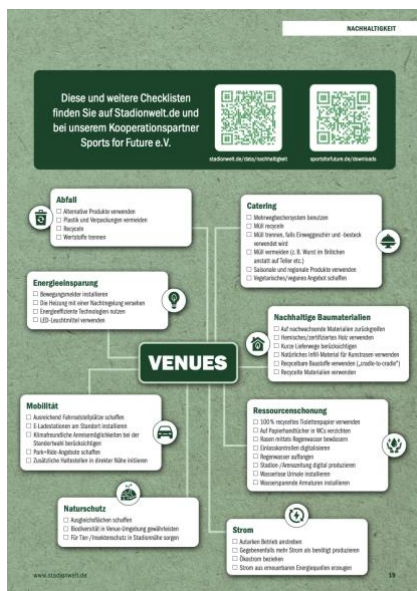 NACHHALTIGKEIT
Diese und weitere Checklisten
finden Sie auf Stadionwelt.de und
bei unserem Kooperationspartner
Sports for Future e.V.
stadionwelt.de/data/nachhaltigkeit
sportsforfuture.de/downloads
Abfall
Alternative Produkte verwenden
Plastik und Verpackungen vermeiden
Recyceln
Wertstoffe trennen
Catering
Mehrwegbechersystem benutzen
Müll recyceln
Müll trennen, falls Einweggeschirr und -besteck
verwendet wird
Müll vermeiden (z. B. Wurst im Brötchen
anstatt auf Teller etc.)
Saisonale und regionale Produkte verwenden
Vegetarisches/veganes Angebot schaffen
Energieeinsparung
Bewegungsmelder installieren
Die Heizung mit einer Nachtregelung versehen
Energieeffiziente Technologien nutzen
LED-Leuchtmittel verwenden
Nachhaltige Baumaterialien
Auf nachwachsende Materialien zurückgreifen
Heimisches/zertifiziertes Holz verwenden
Kurze Lieferwege berücksichtigen
Natürliches Infill-Material für Kunstrasen verwenden
Recycelbare Baustoffe verwenden („cradle-to-cradle“)
Recycelte Materialien verwenden
VENUES
Mobilität
Ausreichend Fahrradstellplätze schaffen
E-Ladestationen am Standort installieren
Klimafreundliche Anreisemöglichkeiten bei der
Standortwahl berücksichtigen
Park+Ride Angebote schaffen
Zusätzliche Haltestellen in direkter Nähe initiieren
Ressourcenschonung
100% recyceltes Toilettenpapier verwenden
Auf Papierhandtücher in WCs verzichten
Rasen mittels Regenwasser bewässern
Einlasskontrollen digitalisieren
Regenwasser auffangen
Stadion-/Arenazeitung digital produzieren
Wasserlose Urinale installieren
Wassersparende Armaturen installieren
Naturschutz
Ausgleichsflächen schaffen
Biodiversität in Venue-Umgebung gewährleisten
Für Tier-/Insektenschutz in Stadionnähe sorgen
Strom
Autarken Betrieb anstreben
Gegebenenfalls mehr Strom als benötigt produzieren
Ökostrom beziehen
Strom aus erneuerbaren Energiequellen erzeugen
www.stadionwelt.de
19